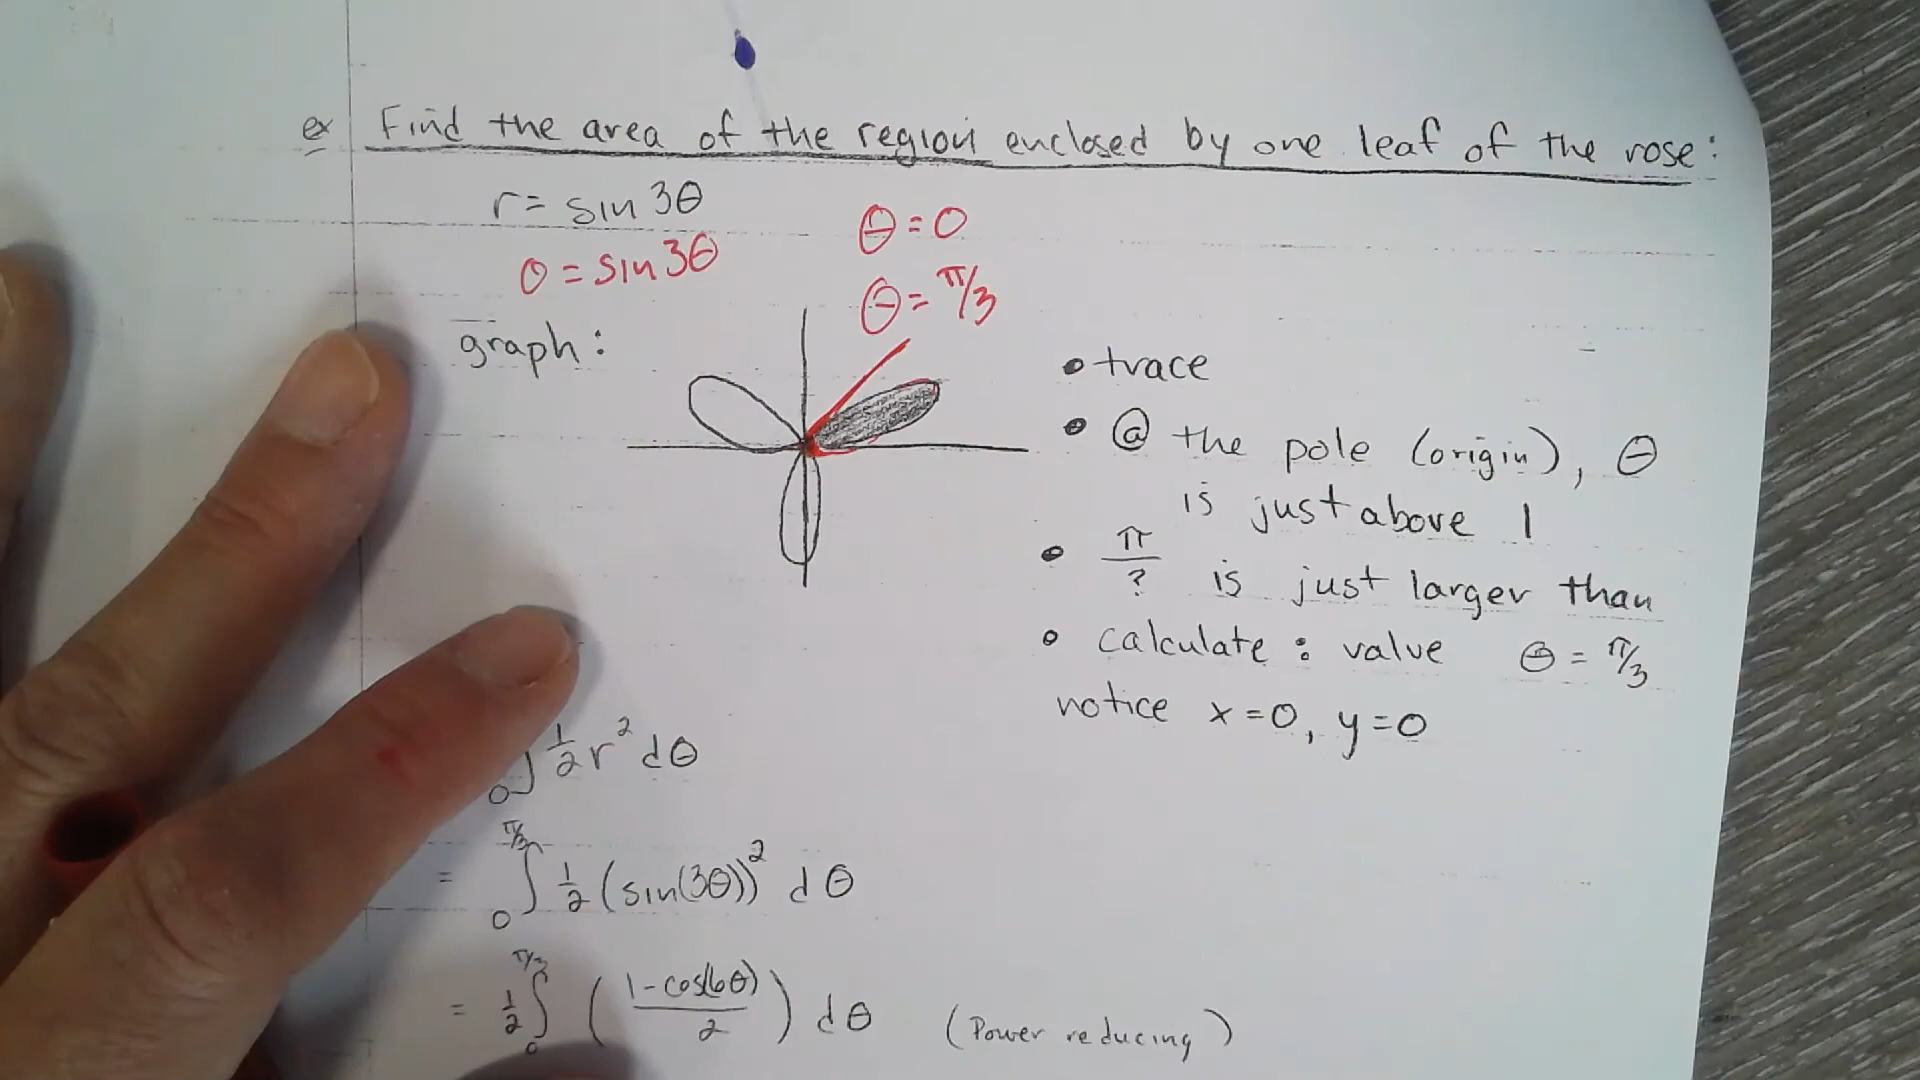 ex Find the area of the region enclosed by one leaf of the rose:
r = sin 3θ
0 = sin 3θ
θ = 0
θ = π/3
graph:
• trace
• @ the pole (origin), θ
is just above 1
• π/? is just larger than
• calculate : value θ = π/3
notice x = 0, y = 0
0∫ 1/2 r² dθ
= 0∫π/3 1/2 (sin(3θ))² dθ
= 1/2 0∫π/3 (1 - cos(6θ) / 2) dθ (Power reducing)